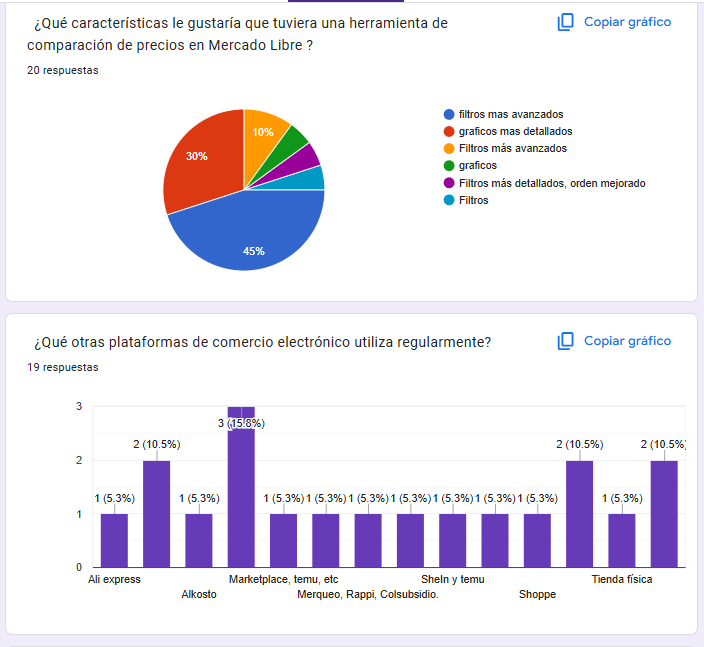 ¿Qué características le gustaría que tuviera una herramienta de
comparación de precios en Mercado Libre ?
Copiar gráfico
20 respuestas
10%
30%
45%
filtros mas avanzados
graficos mas detallados
Filtros más avanzados
graficos
Filtros más detallados, orden mejorado
Filtros
¿Qué otras plataformas de comercio electrónico utiliza regularmente?
Copiar gráfico
19 respuestas
3
2
1
0
1 (5.3%)
2 (10.5%)
1 (5.3%)
3 (15.8%)
1 (5.3%)
1 (5.3%)
1 (5.3%)
1 (5.3%)
1 (5.3%)
1 (5.3%)
1 (5.3%)
2 (10.5%)
1 (5.3%)
2 (10.5%)
Ali express
Alkosto
Marketplace, temu, etc
Merqueo, Rappi, Colsubsidio.
SheIn y temu
Shoppe
Tienda física